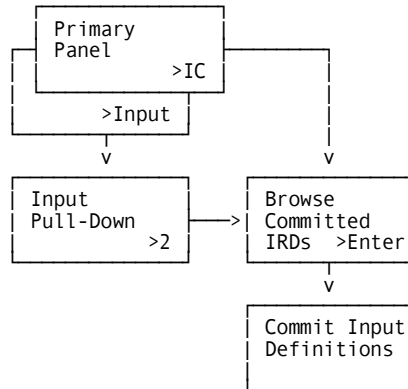 Primary
Panel
>IC
>Input
v
v
Input
Pull-Down
>2
>
Browse
Committed
IRDs >Enter
v
Commit Input
Definitions